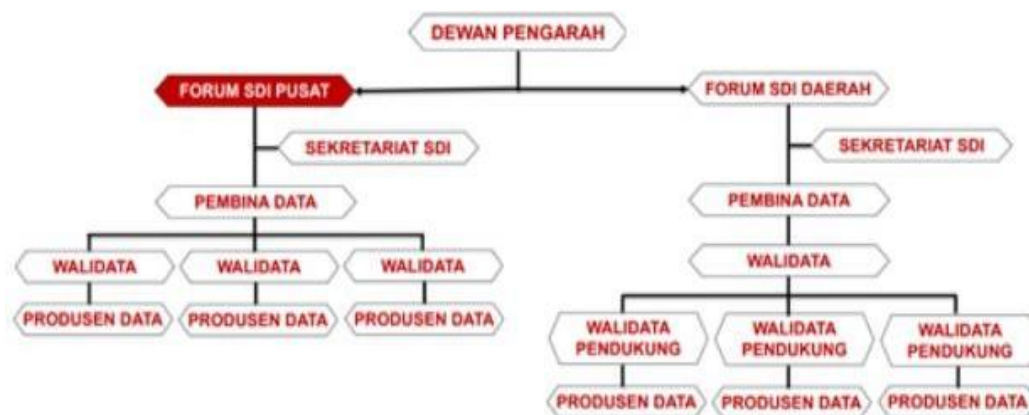 DEWAN PENGARAH
FORUM SDI PUSAT
FORUM SDI DAERAH
SEKRETARIAT SDI
SEKRETARIAT SDI
PEMBINA DATA
PEMBINA DATA
WALIDATA
WALIDATA
WALIDATA
WALIDATA
PRODUSEN DATA
PRODUSEN DATA
PRODUSEN DATA
WALIDATA
PENDUKUNG
WALIDATA
PENDUKUNG
WALIDATA
PENDUKUNG
PRODUSEN DATA
PRODUSEN DATA
PRODUSEN DATA